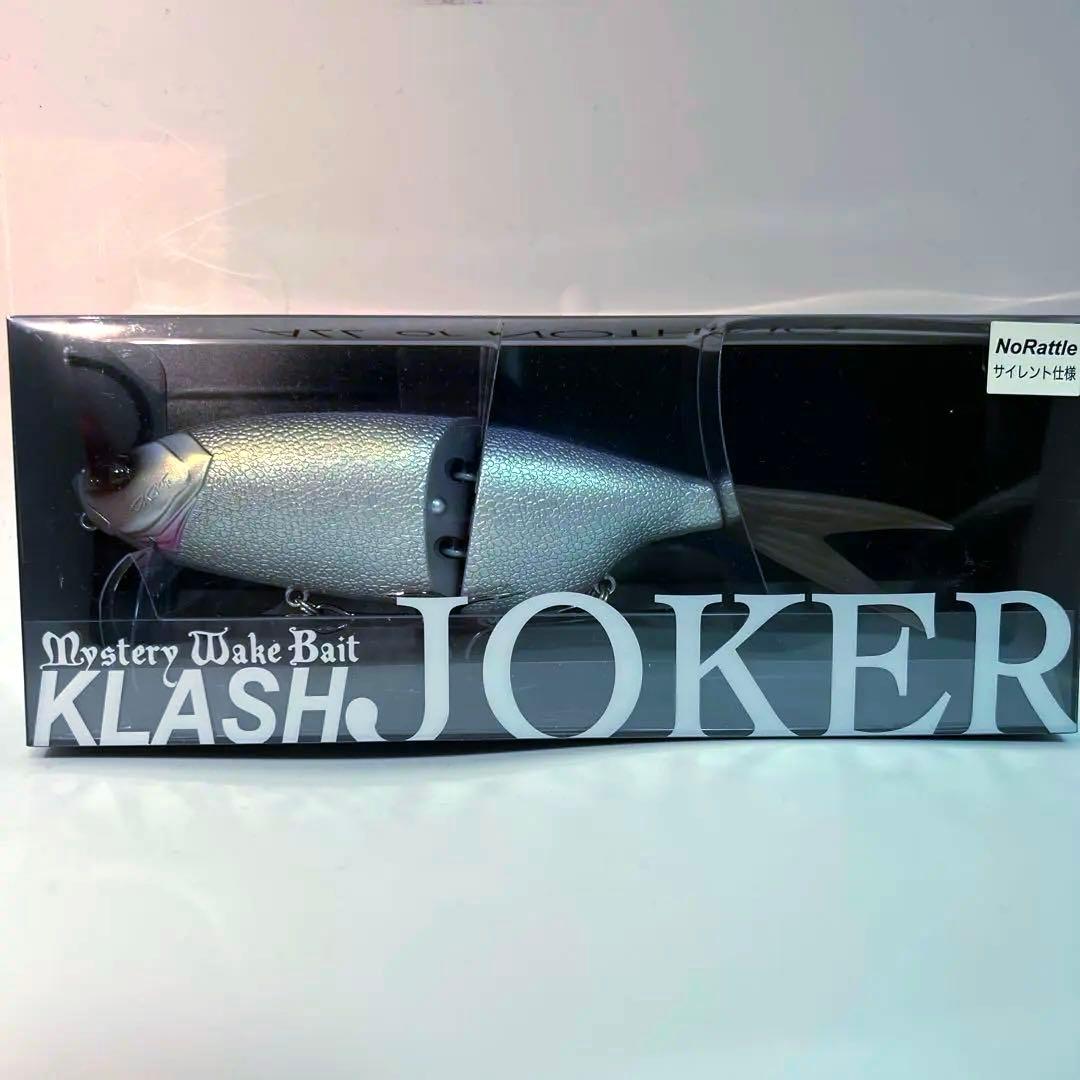 NoRattle
サイレント仕様
Mystery Wake Bait
KLASH JOKER